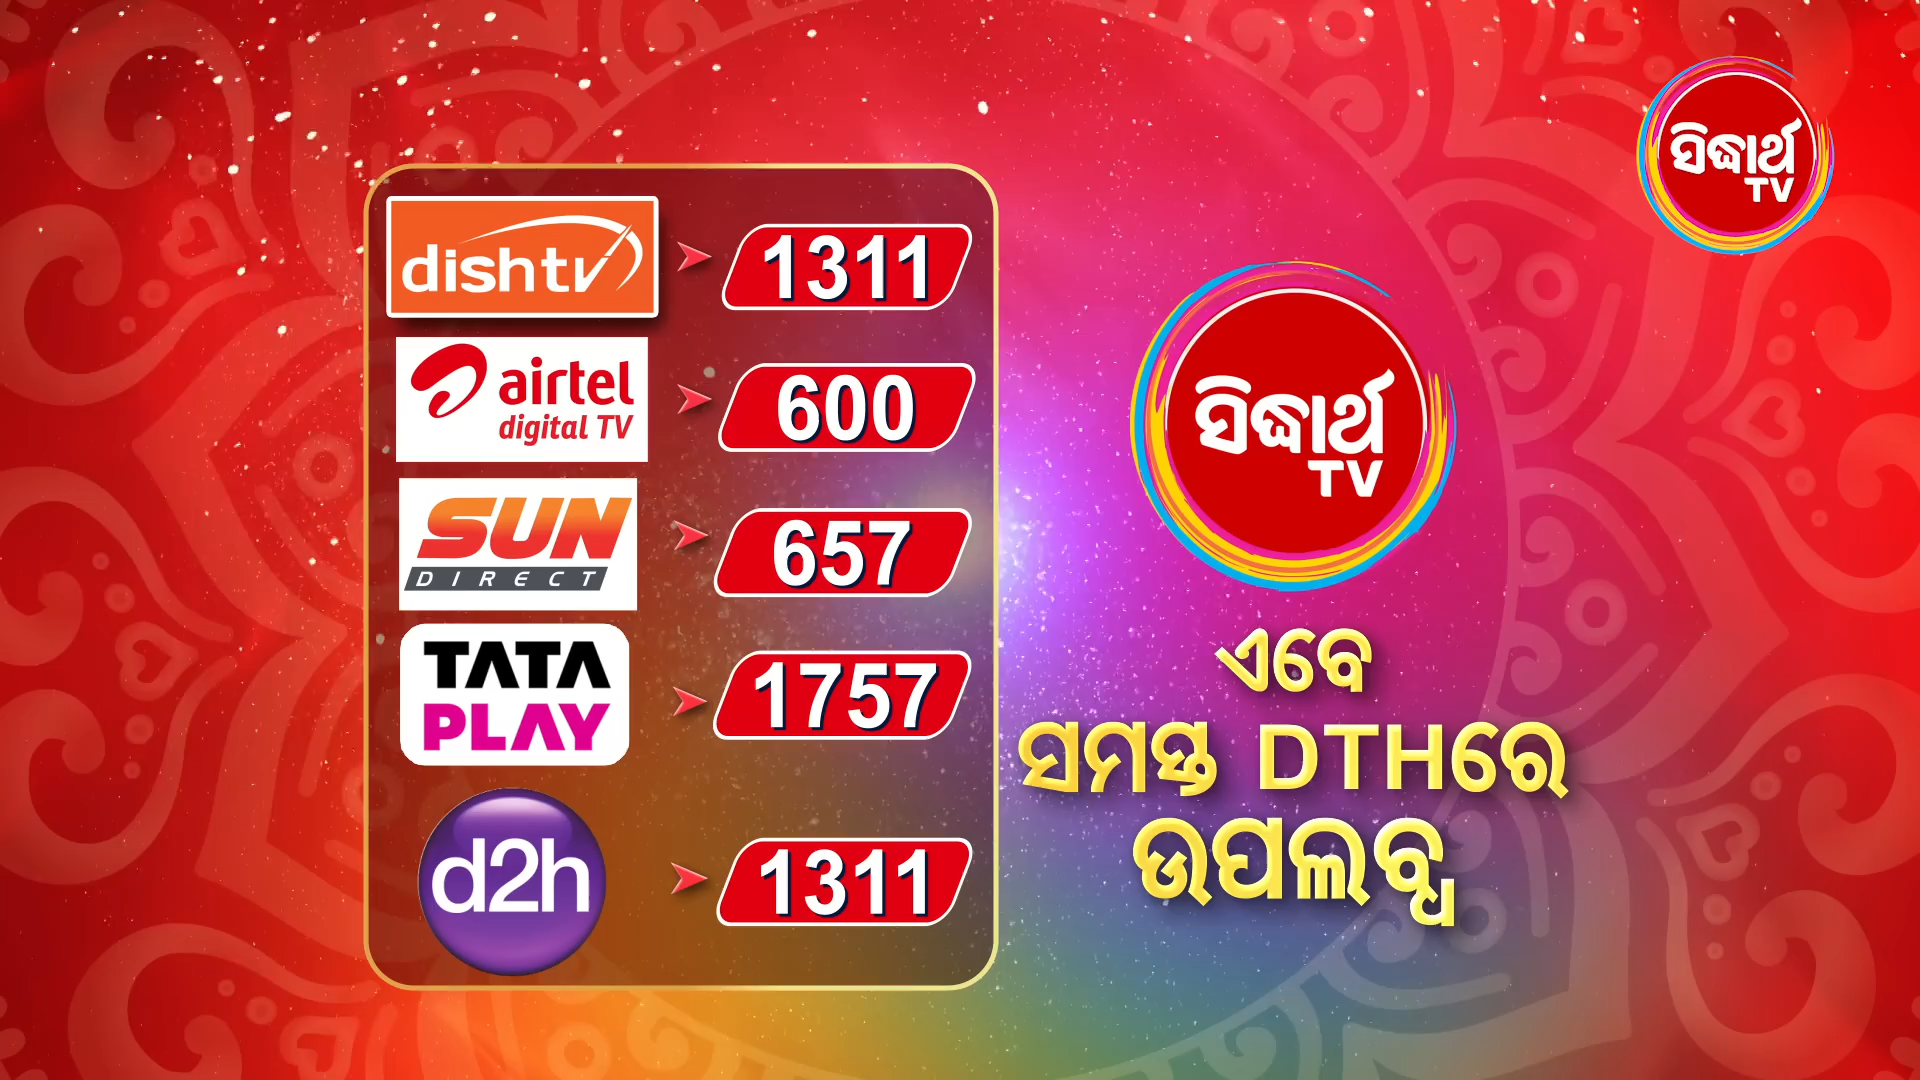 dishtv 1311
airtel
digital TV 600
SUN
DIRECT 657
TATA
PLAY 1757
d2h 1311
ସିଦ୍ଧାର୍ଥ
TV
ସିଦ୍ଧାର୍ଥ
TV
ଏବେ
ସମସ୍ତ DTHରେ
ଉପଲବ୍ଧ